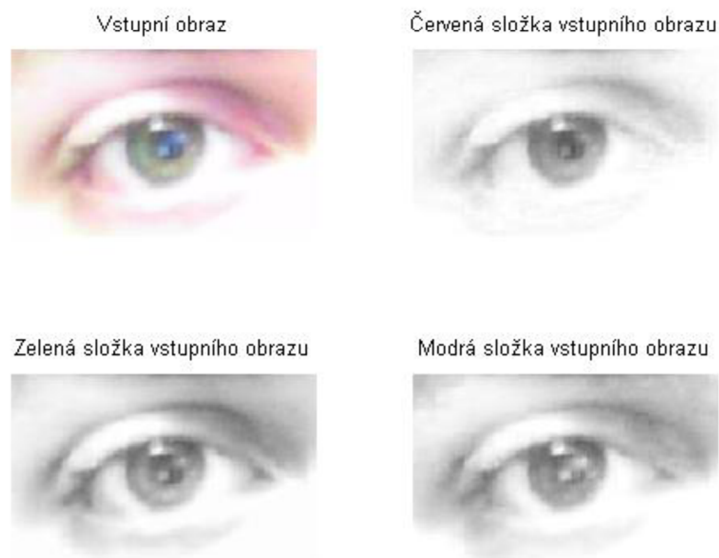 Vstupní obraz
Červená složka vstupního obrazu
Zelená složka vstupního obrazu
Modrá složka vstupního obrazu